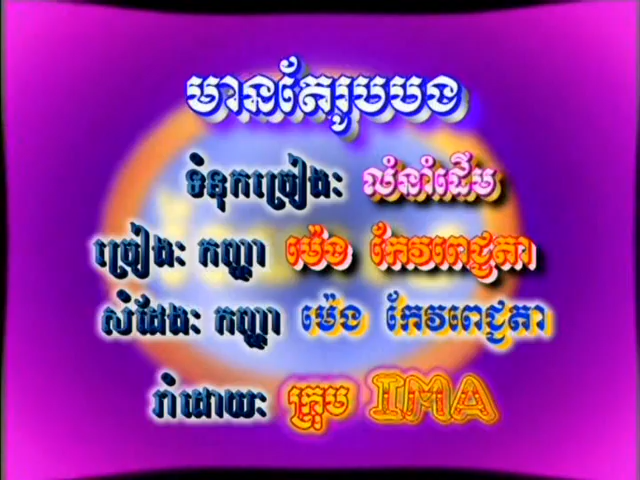 មានតែរូបបង
ទំនុកច្រៀងៈ លំនាំដើម
ច្រៀងៈ កញ្ញា ម៉េង កែវពេជ្ជតា
សំដែងៈ កញ្ញា ម៉េង កែវពេជ្ជតា
រាំដោយៈ ក្រុម IMA